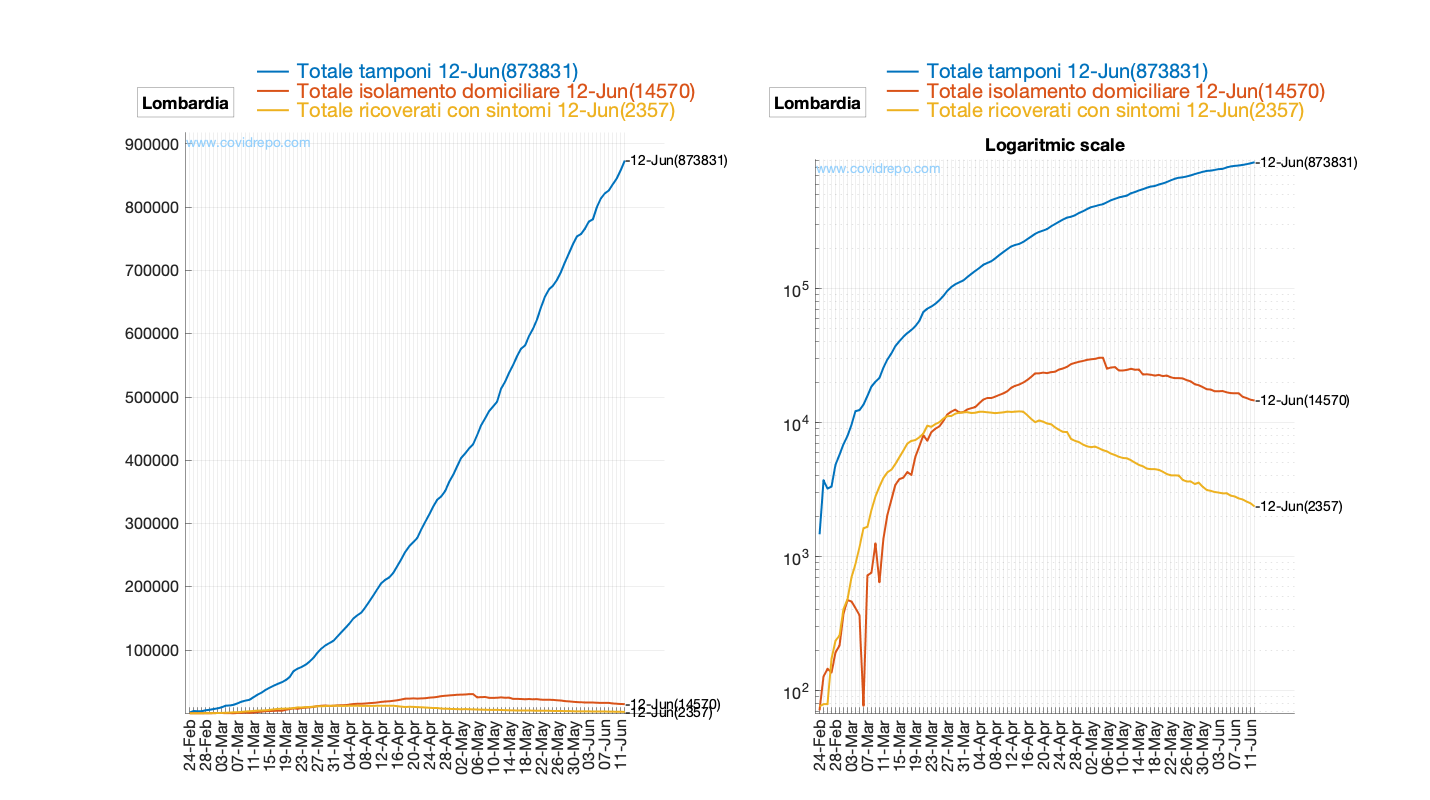 Lombardia
Totale tamponi 12-Jun(873831)
Totale isolamento domiciliare 12-Jun(14570)
Totale ricoverati con sintomi 12-Jun(2357)
www.covidrepo.com
900000
800000
700000
600000
500000
400000
300000
200000
100000
12-Jun(873831)
12-Jun(14570)
12-Jun(2357)
24-Feb
28-Feb
03-Mar
07-Mar
11-Mar
15-Mar
19-Mar
23-Mar
27-Mar
31-Mar
04-Apr
08-Apr
12-Apr
16-Apr
20-Apr
24-Apr
28-Apr
02-May
06-May
10-May
14-May
18-May
22-May
26-May
30-May
03-Jun
07-Jun
11-Jun
Lombardia
Totale tamponi 12-Jun(873831)
Totale isolamento domiciliare 12-Jun(14570)
Totale ricoverati con sintomi 12-Jun(2357)
Logaritmic scale
www.covidrepo.com
10^5
10^4
10^3
10^2
12-Jun(873831)
12-Jun(14570)
12-Jun(2357)
24-Feb
28-Feb
03-Mar
07-Mar
11-Mar
15-Mar
19-Mar
23-Mar
27-Mar
31-Mar
04-Apr
08-Apr
12-Apr
16-Apr
20-Apr
24-Apr
28-Apr
02-May
06-May
10-May
14-May
18-May
22-May
26-May
30-May
03-Jun
07-Jun
11-Jun